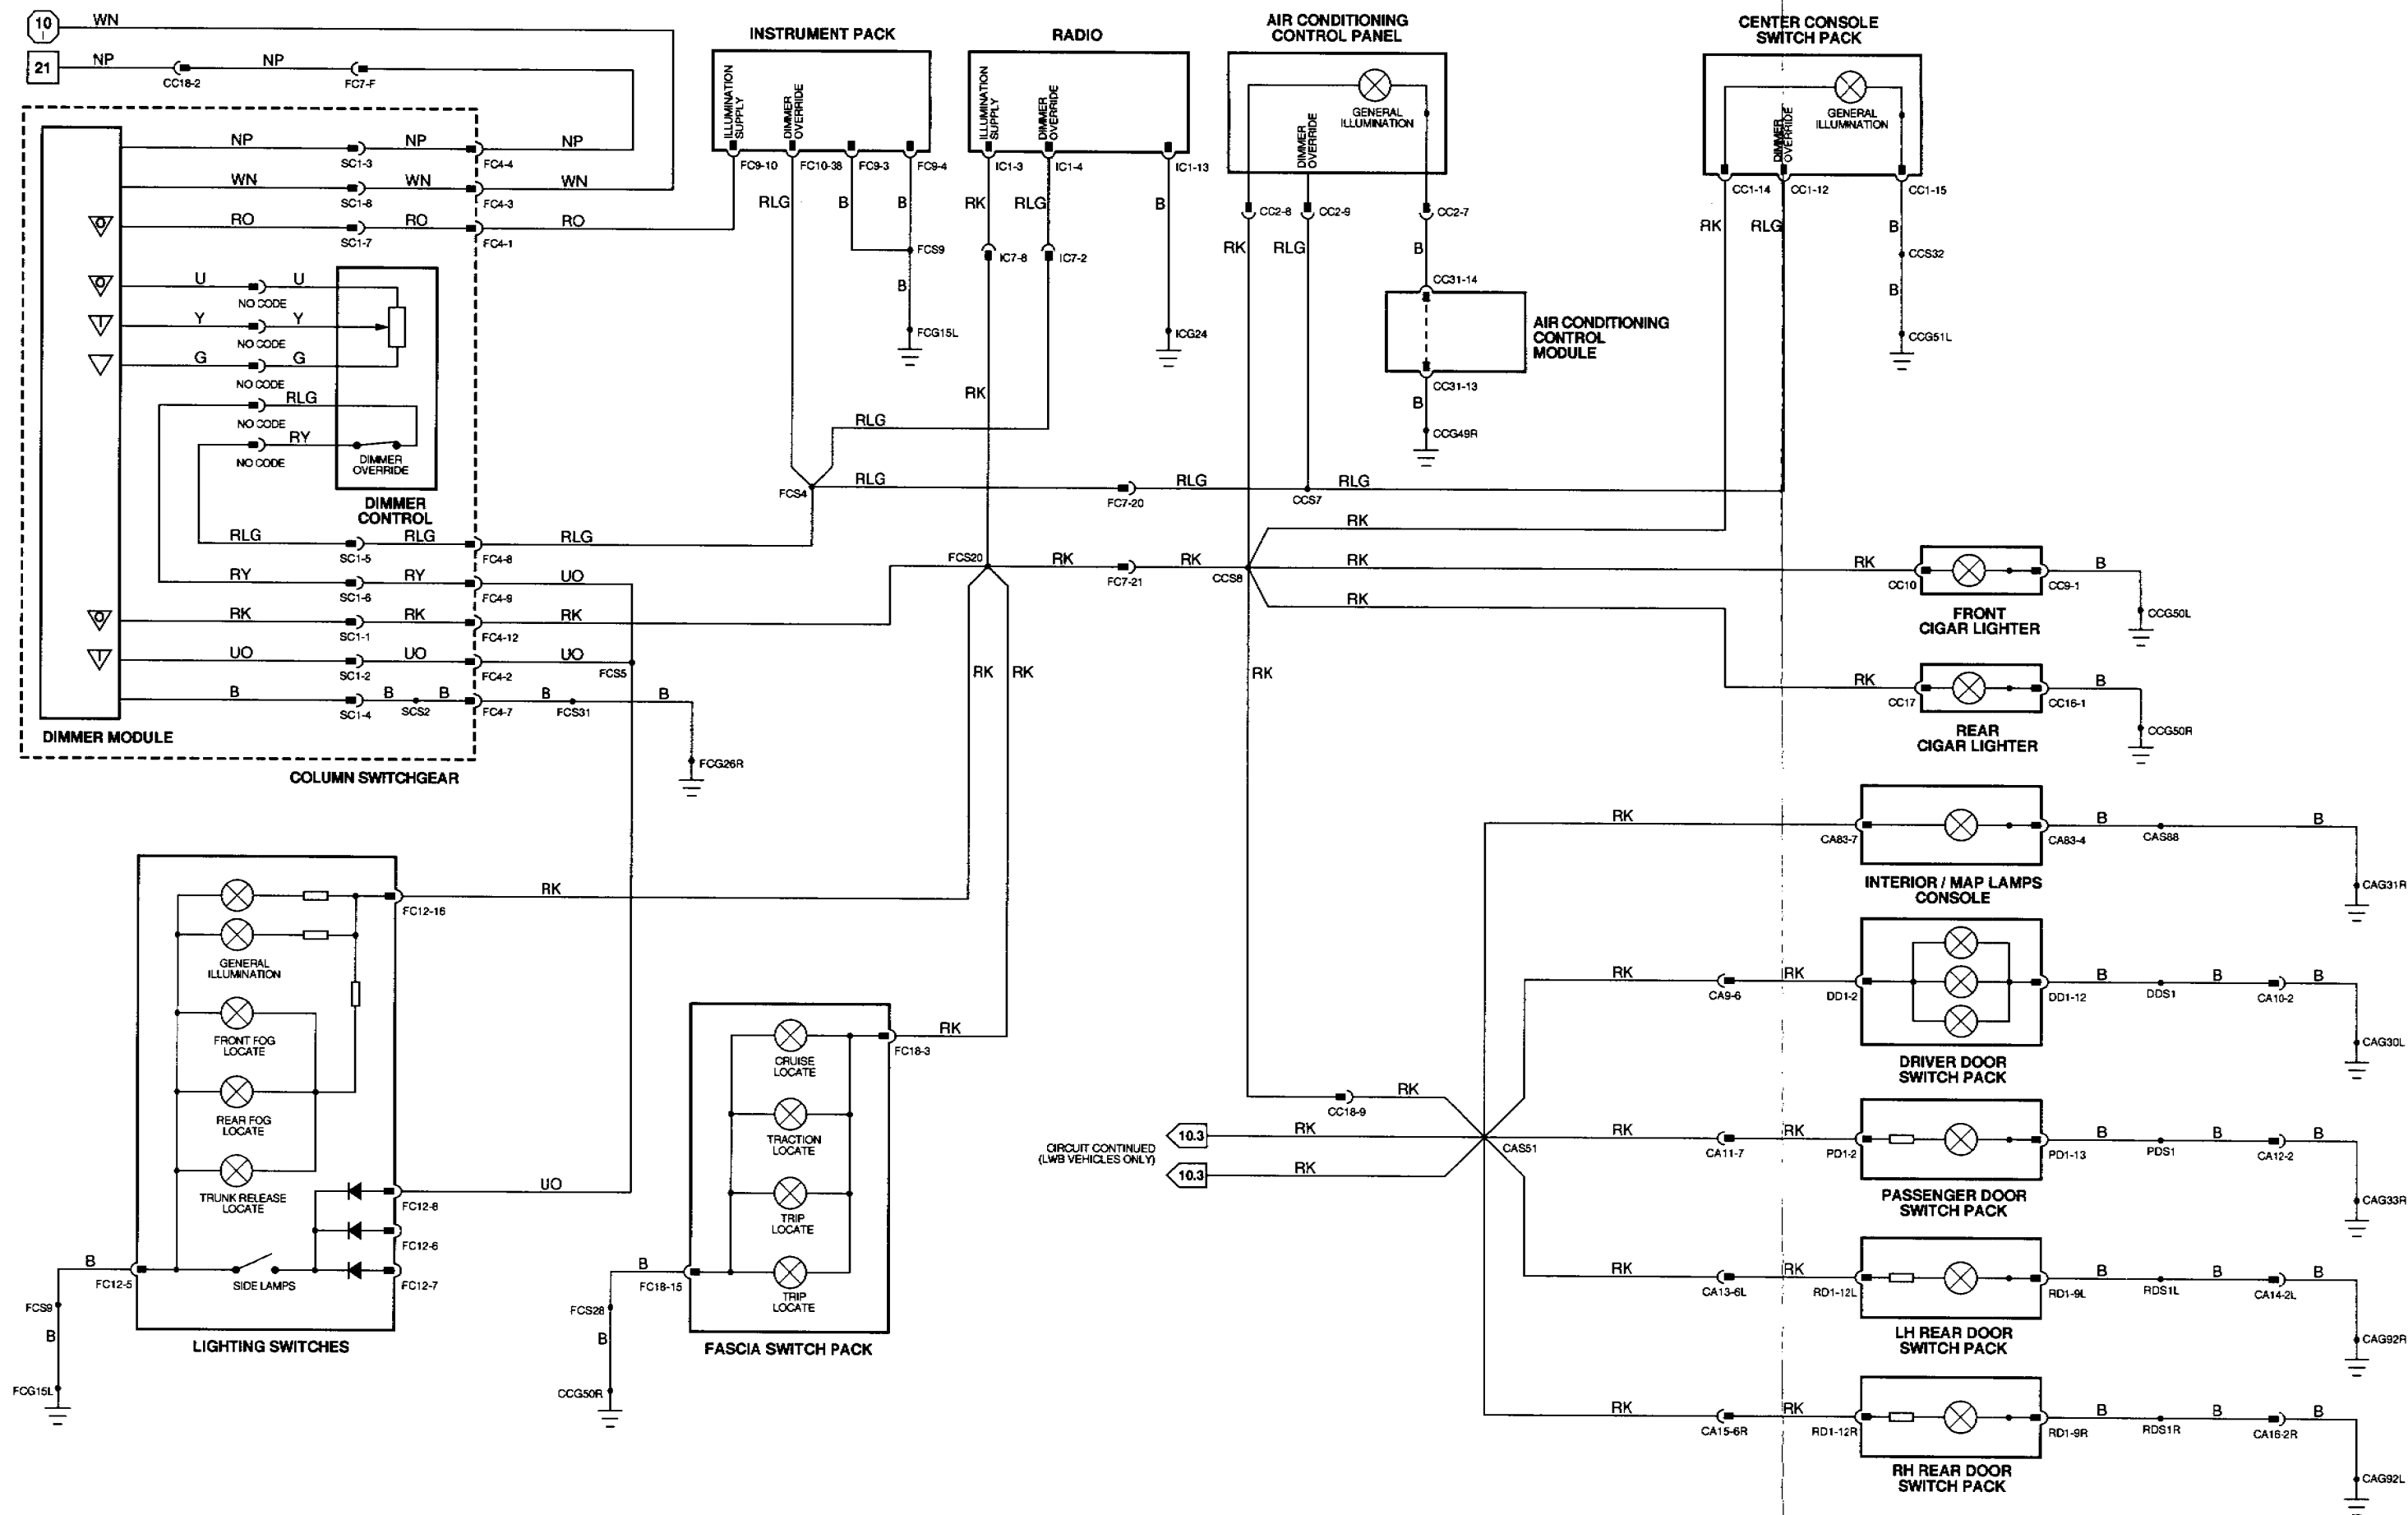 10
I
WN
21
NP
CC18-2
NP
FC7-F
INSTRUMENT PACK
RADIO
AIR CONDITIONING
CONTROL PANEL
CENTER CONSOLE
SWITCH PACK
ILLUMINATION
SUPPLY
DIMMER
OVERRIDE
ILLUMINATION
SUPPLY
DIMMER
OVERRIDE
DIMMER
OVERRIDE
GENERAL
ILLUMINATION
DIMMER
OVERRIDE
GENERAL
ILLUMINATION
FC9-10
FC10-38
FC9-3
FC9-4
IC1-3
IC1-4
IC1-13
CC2-8
CC2-9
CC2-7
CC1-14
CC1-12
CC1-15
RLG
B
B
RK
RLG
B
RK
RLG
B
RK
RLG
B
FCS9
IC7-8
IC7-2
CCS32
B
B
FCG15L
ICG24
CCG51L
CC31-14
AIR CONDITIONING
CONTROL
MODULE
CC31-13
B
CCG49R
RK
RLG
NP
SC1-3
NP
FC4-4
NP
WN
SC1-8
WN
FC4-3
WN
RO
SC1-7
RO
FC4-1
RO
O
O
I
U
NO CODE
U
Y
NO CODE
Y
G
NO CODE
G
NO CODE
RLG
NO CODE
RY
DIMMER
OVERRIDE
DIMMER
CONTROL
FCS4
RLG
FC7-20
RLG
CCS7
RLG
RLG
SC1-5
RLG
FC4-8
RLG
RY
SC1-6
RY
FC4-9
UO
O
RK
SC1-1
RK
FC4-12
RK
I
UO
SC1-2
UO
FC4-2
UO
FCS5
B
SC1-4
B
SCS2
B
FC4-7
B
FCS31
B
FCG26R
DIMMER MODULE
COLUMN SWITCHGEAR
FCS20
RK
FC7-21
RK
CCS8
RK
RK
RK
RK
CC10
CC9-1
B
CCG50L
FRONT
CIGAR LIGHTER
RK
CC17
CC16-1
B
CCG50R
REAR
CIGAR LIGHTER
RK
RK
RK
RK
CA83-7
CA83-4
B
CAS88
B
CAG31R
INTERIOR / MAP LAMPS
CONSOLE
RK
FC12-16
GENERAL
ILLUMINATION
FRONT FOG
LOCATE
REAR FOG
LOCATE
TRUNK RELEASE
LOCATE
SIDE LAMPS
FC12-8
UO
FC12-6
FC12-7
B
FC12-5
FCS9
B
FCG15L
LIGHTING SWITCHES
RK
FC18-3
CRUISE
LOCATE
TRACTION
LOCATE
TRIP
LOCATE
TRIP
LOCATE
B
FC18-15
FCS28
B
CCG50R
FASCIA SWITCH PACK
RK
CA9-6
RK
DD1-2
DD1-12
B
DDS1
B
CA10-2
B
CAG30L
DRIVER DOOR
SWITCH PACK
CC18-9
RK
CIRCUIT CONTINUED
(LWB VEHICLES ONLY)
10.3
RK
10.3
RK
CAS51
RK
CA11-7
RK
PD1-2
PD1-13
B
PDS1
B
CA12-2
B
CAG33R
PASSENGER DOOR
SWITCH PACK
RK
CA13-6L
RK
RD1-12L
RD1-9L
B
RDS1L
B
CA14-2L
B
CAG92R
LH REAR DOOR
SWITCH PACK
RK
CA15-6R
RK
RD1-12R
RD1-9R
B
RDS1R
B
CA16-2R
B
CAG92L
RH REAR DOOR
SWITCH PACK